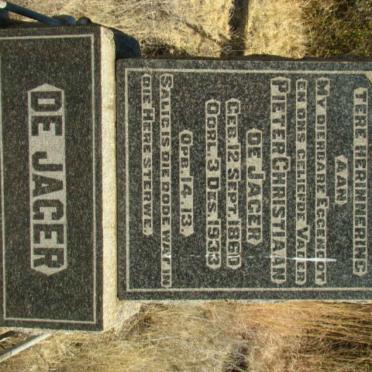 TERE HERINNERING
AAN
MY DIERBARE EGGENOOT
EN ONS GELIEFDE VADER
PIETER CHRISTIAAN
DE JAGER
GEB. 12 SEPT. 1860
OORL. 3 DES. 1933
OPB. 14. 13.
SALIG IS DIE DODE WAT IN
DIE HERE STERWE.
DE JAGER